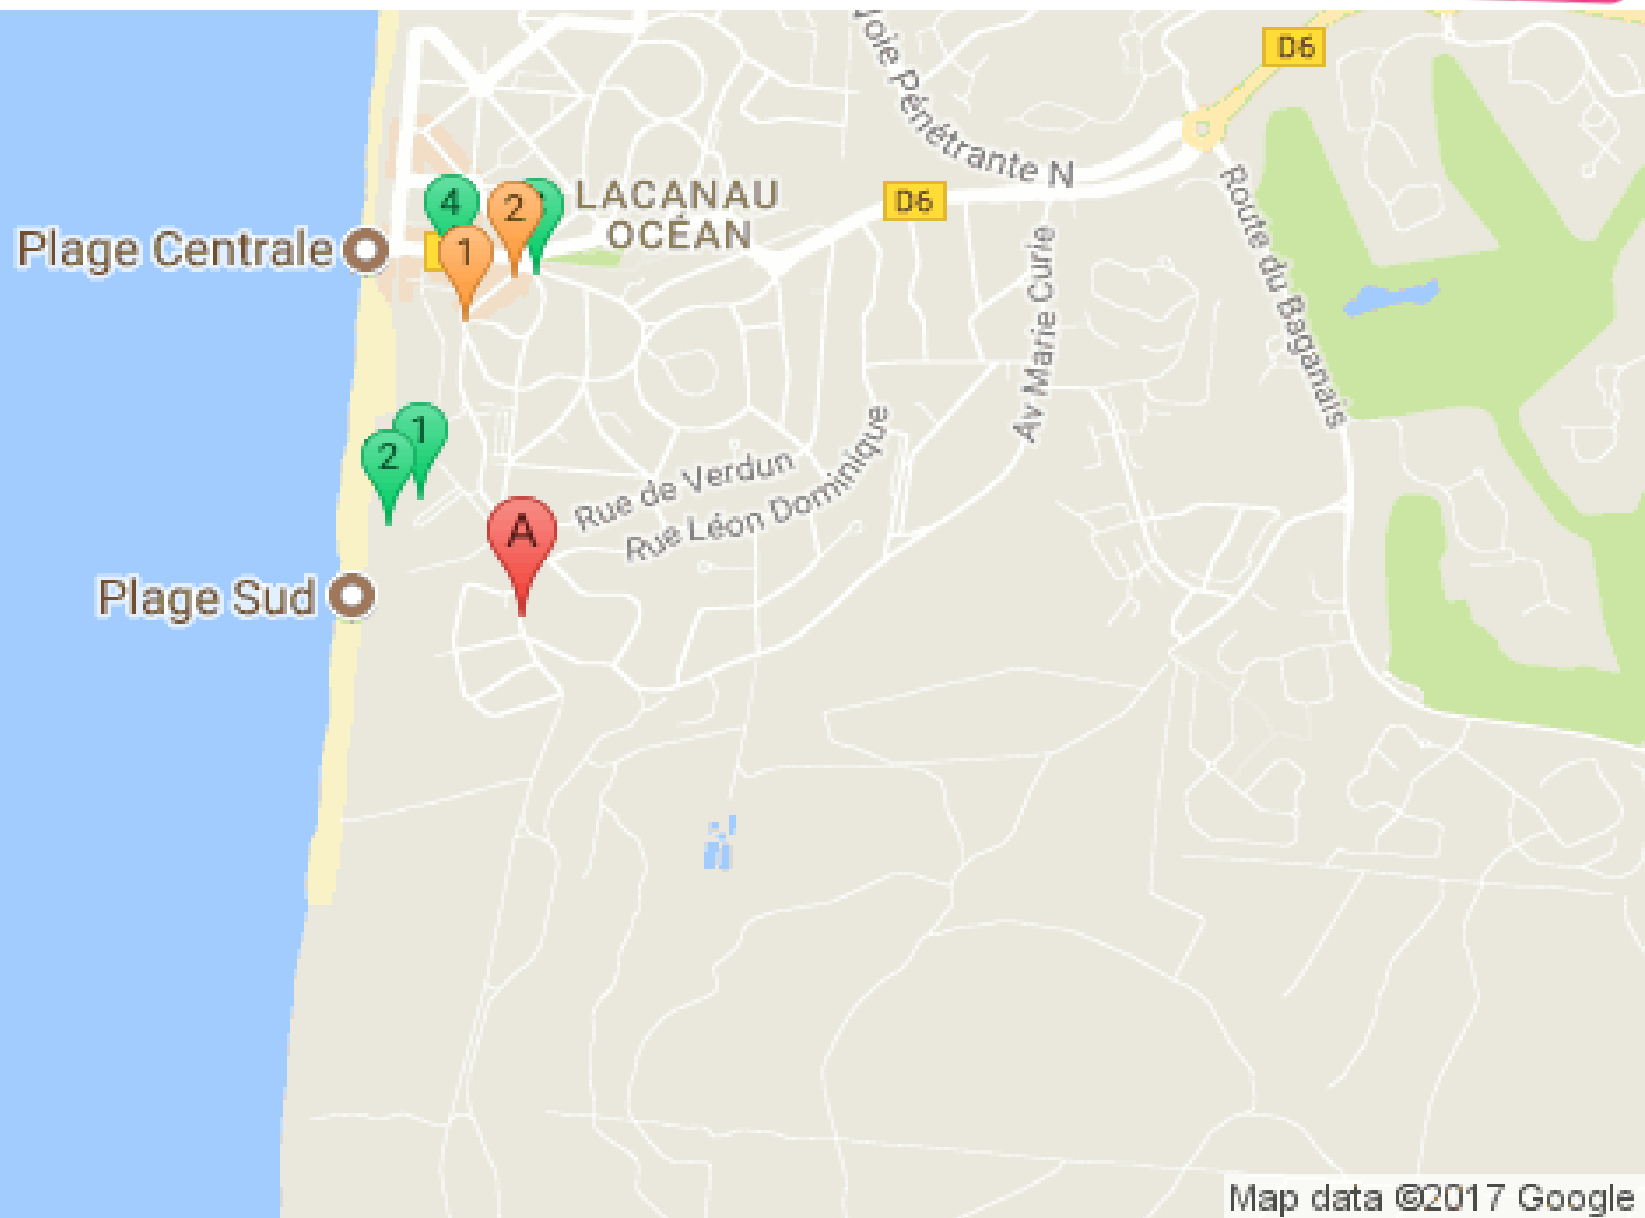 D6
Voie Pénétrante N
4
2
LACANAU
OCÉAN
D6
Route du Baganais
Plage Centrale
1
Av Marie Curie
1
2
Rue de Verdun
Rue Léon Dominique
A
Plage Sud
Map data ©2017 Google